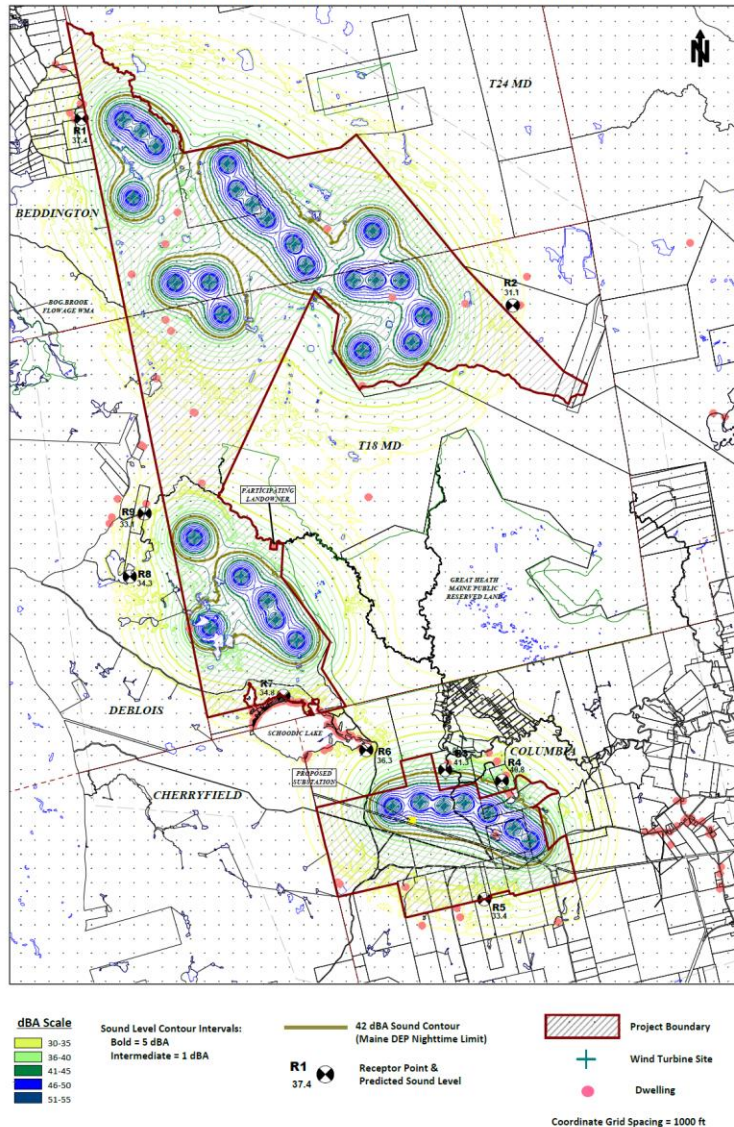 T24 MD
N
R1
37.4
BEDDINGTON
BOG BROOK
FLOWAGE WMA
R2
31.1
T18 MD
PARTICIPATING
LANDOWNER
R9
33.1
R8
34.3
GREAT HEATH
MAINE PUBLIC
RESERVED LAND
DEBLOIS
R7
34.8
SCHOODIC LAKE
R6
36.3
COLUMBIA
41.3
R4
PROPOSED
SUBSTATION
CHERRYFIELD
R5
33.4
dBA Scale
30-35
36-40
41-45
46-50
51-55
Sound Level Contour Intervals:
Bold = 5 dBA
Intermediate = 1 dBA
42 dBA Sound Contour
(Maine DEP Nighttime Limit)
R1
37.4
Receptor Point &
Predicted Sound Level
Project Boundary
Wind Turbine Site
Dwelling
Coordinate Grid Spacing = 1000 ft